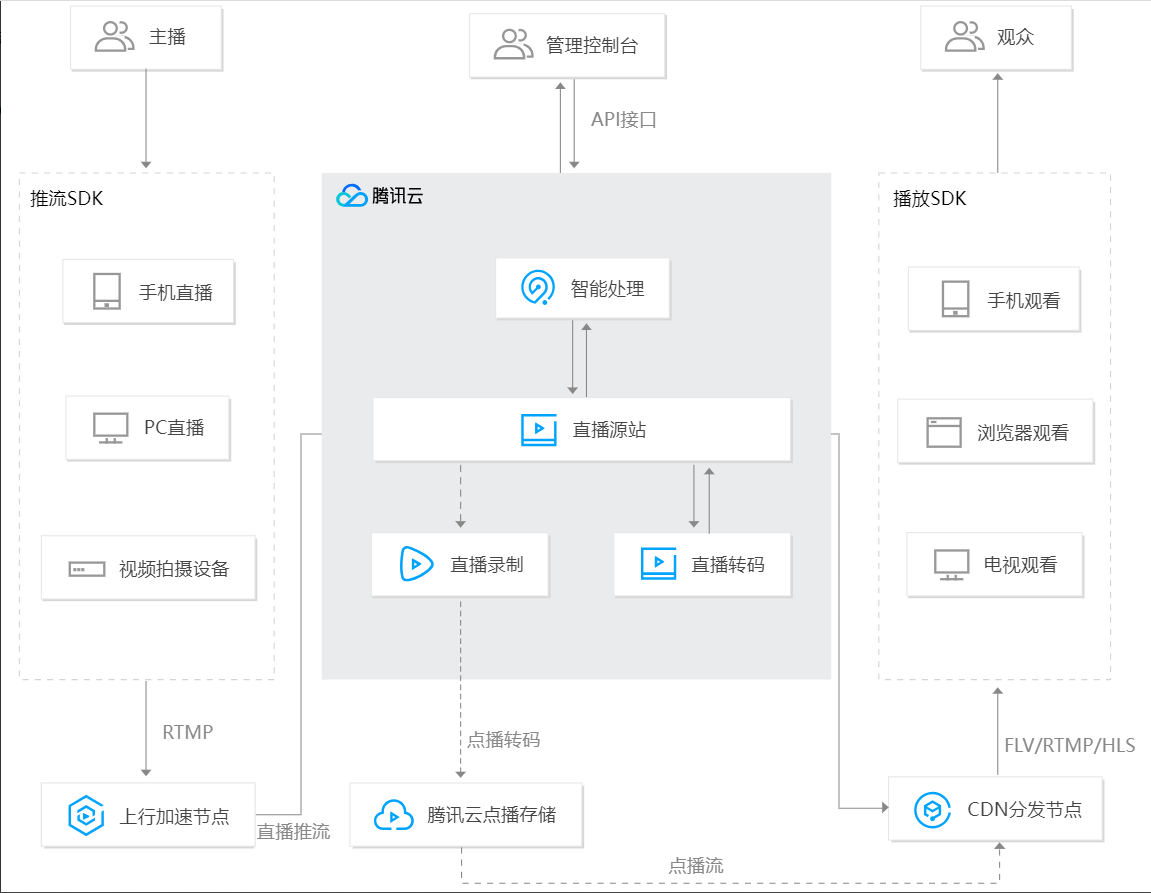 主播
管理控制台
观众
API接口
推流SDK
腾讯云
播放SDK
手机直播
智能处理
手机观看
PC直播
直播源站
浏览器观看
视频拍摄设备
直播录制
直播转码
电视观看
RTMP
点播转码
FLV/RTMP/HLS
上行加速节点
直播推流
腾讯云点播存储
CDN分发节点
点播流